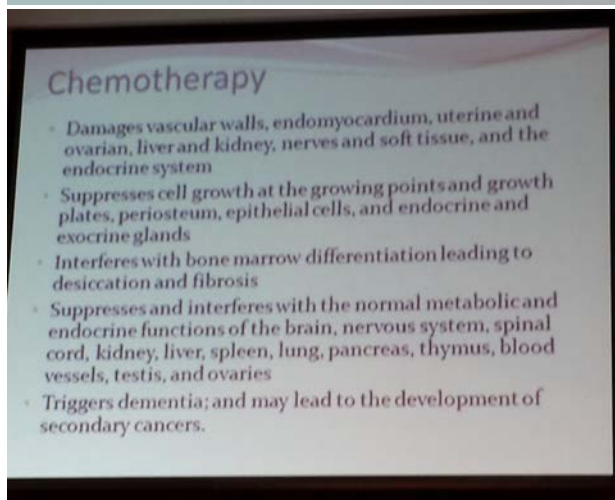 Chemotherapy
• Damages vascular walls, endomyocardium, uterine and
ovarian, liver and kidney, nerves and soft tissue, and the
endocrine system
• Suppresses cell growth at the growing points and growth
plates, periosteum, epithelial cells, and endocrine and
exocrine glands
• Interferes with bone marrow differentiation leading to
desiccation and fibrosis
• Suppresses and interferes with the normal metabolic and
endocrine functions of the brain, nervous system, spinal
cord, kidney, liver, spleen, lung, pancreas, thymus, blood
vessels, testis, and ovaries
• Triggers dementia; and may lead to the development of
secondary cancers.